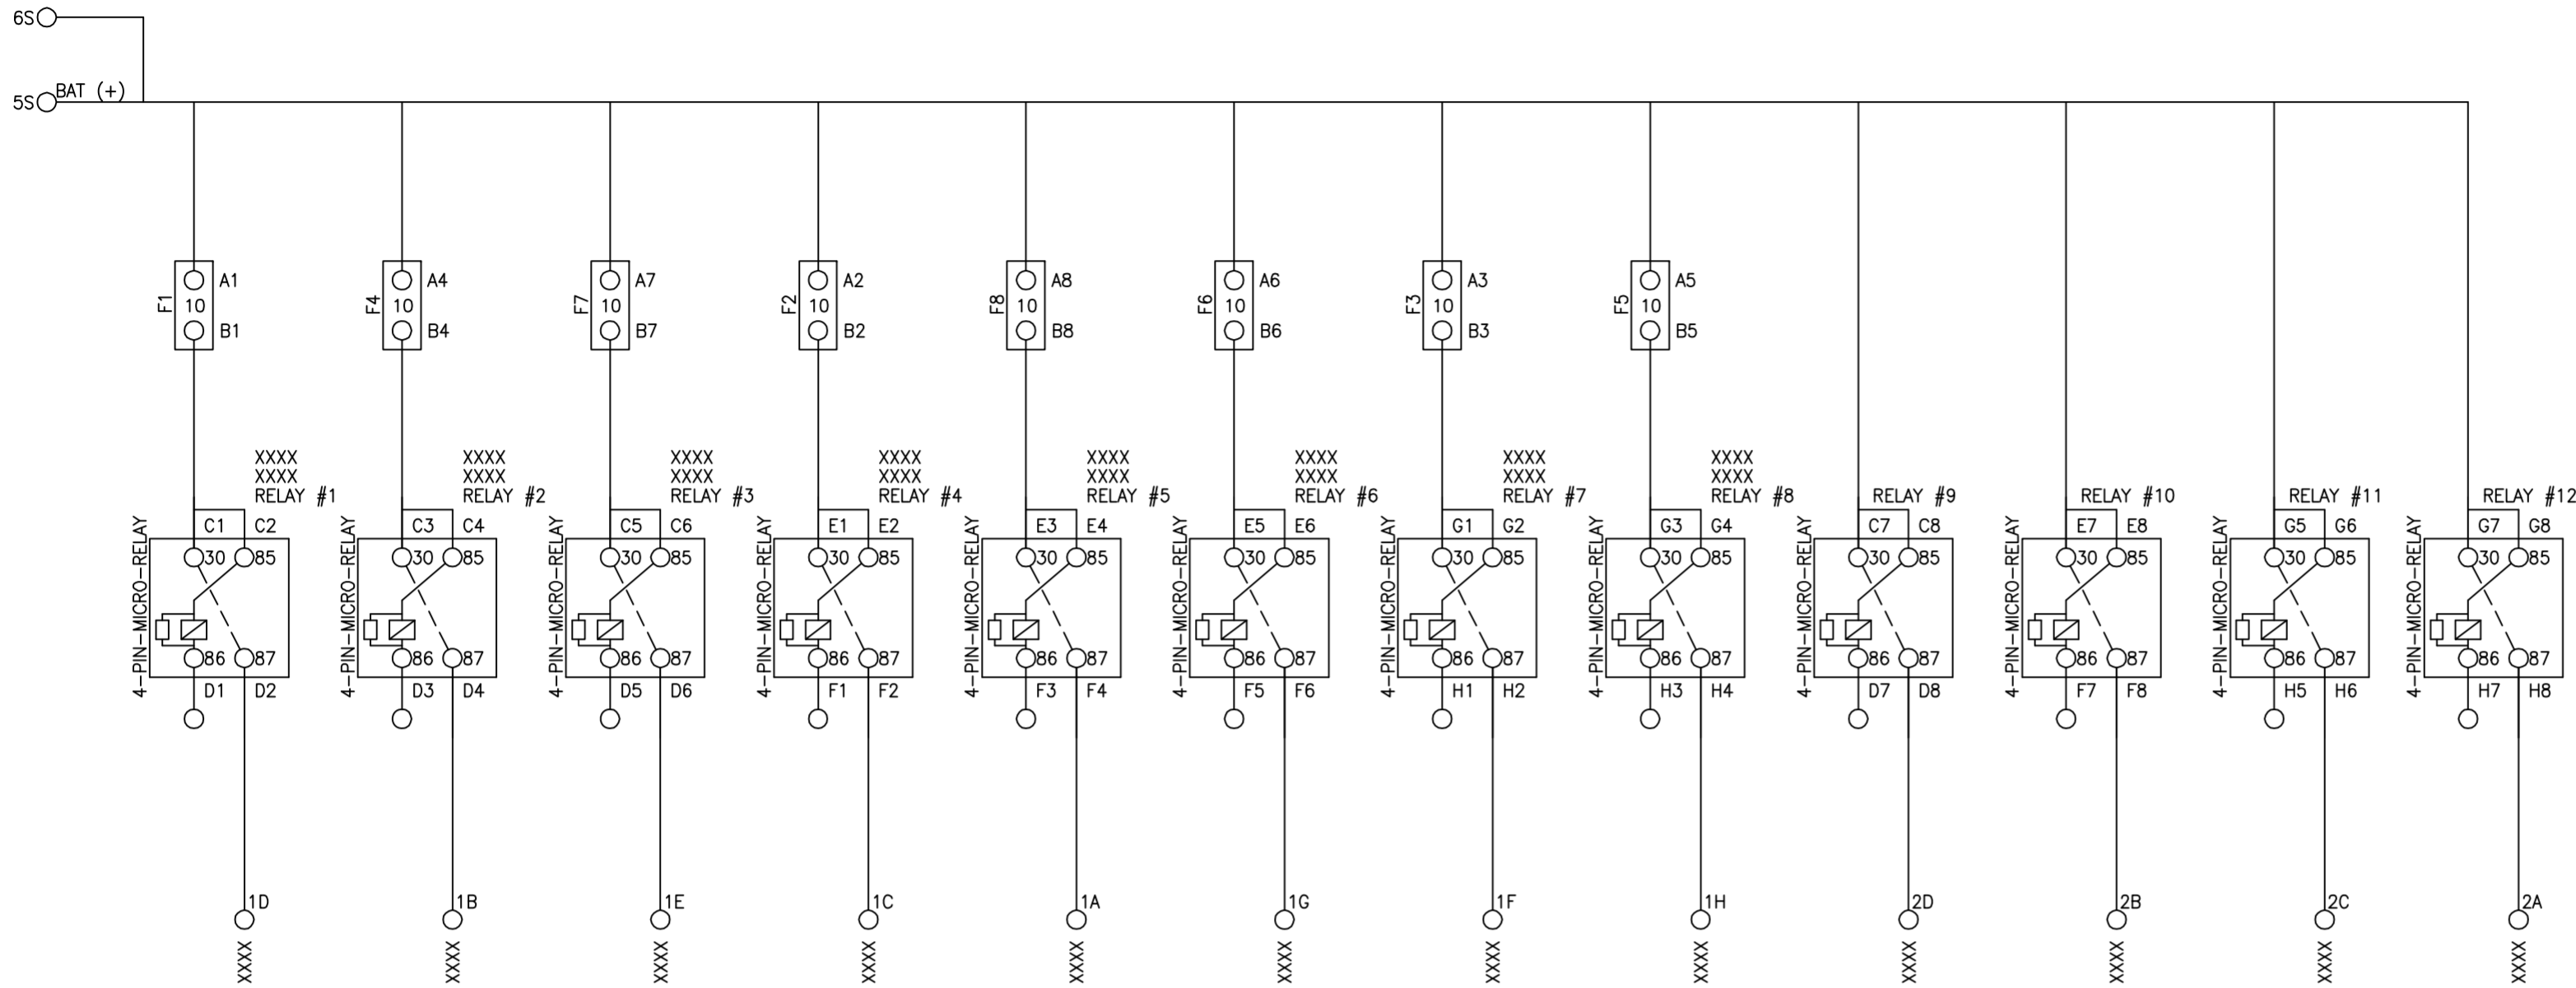 6S
5S BAT (+)
A1 A4 A7 A2 A8 A6 A3 A5
F1 10 F4 10 F7 10 F2 10 F8 10 F6 10 F3 10 F5 10
B1 B4 B7 B2 B8 B6 B3 B5
XXXX XXXX XXXX XXXX XXXX XXXX XXXX XXXX
XXXX XXXX XXXX XXXX XXXX XXXX XXXX XXXX
RELAY #1 RELAY #2 RELAY #3 RELAY #4 RELAY #5 RELAY #6 RELAY #7 RELAY #8 RELAY #9 RELAY #10 RELAY #11 RELAY #12
C1 C2 C3 C4 C5 C6 E1 E2 E3 E4 E5 E6 G1 G2 G3 G4 C7 C8 E7 E8 G5 G6 G7 G8
30 85 30 85 30 85 30 85 30 85 30 85 30 85 30 85 30 85 30 85 30 85 30 85
4-PIN-MICRO-RELAY 4-PIN-MICRO-RELAY 4-PIN-MICRO-RELAY 4-PIN-MICRO-RELAY 4-PIN-MICRO-RELAY 4-PIN-MICRO-RELAY 4-PIN-MICRO-RELAY 4-PIN-MICRO-RELAY 4-PIN-MICRO-RELAY 4-PIN-MICRO-RELAY 4-PIN-MICRO-RELAY 4-PIN-MICRO-RELAY
86 87 86 87 86 87 86 87 86 87 86 87 86 87 86 87 86 87 86 87 86 87 86 87
D1 D2 D3 D4 D5 D6 F1 F2 F3 F4 F5 F6 H1 H2 H3 H4 D7 D8 F7 F8 H5 H6 H7 H8
1D 1B 1E 1C 1A 1G 1F 1H 2D 2B 2C 2A
XXXX XXXX XXXX XXXX XXXX XXXX XXXX XXXX XXXX XXXX XXXX XXXX